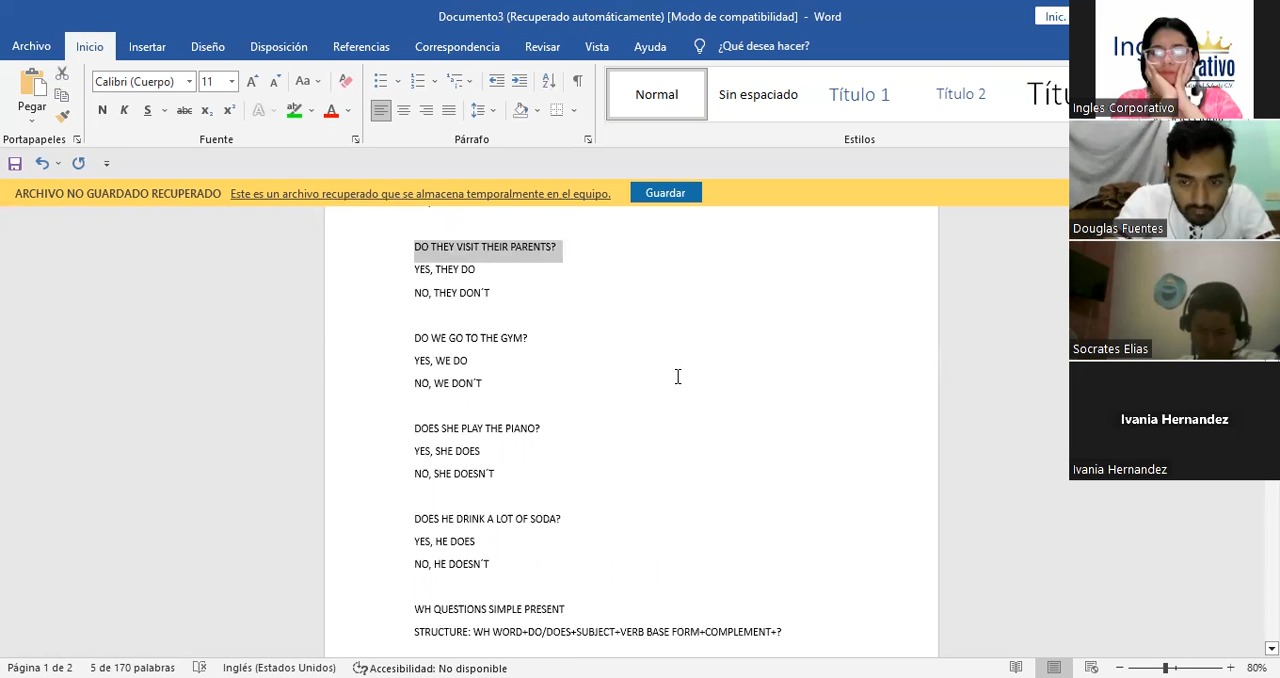 Documento3 (Recuperado automáticamente) [Modo de compatibilidad] - Word
Inic.
Archivo Inicio Insertar Diseño Disposición Referencias Correspondencia Revisar Vista Ayuda ¿Qué desea hacer?
Pegar
Calibri (Cuerpo) 11
Aa
N K S abc x₂ x² A A
Normal
Sin espaciado
Título 1
Título 2
Portapapeles Fuente Párrafo Estilos
ARCHIVO NO GUARDADO RECUPERADO Este es un archivo recuperado que se almacena temporalmente en el equipo. Guardar
DO THEY VISIT THEIR PARENTS?
YES, THEY DO
NO, THEY DON´T
DO WE GO TO THE GYM?
YES, WE DO
NO, WE DON´T
DOES SHE PLAY THE PIANO?
YES, SHE DOES
NO, SHE DOESN´T
DOES HE DRINK A LOT OF SODA?
YES, HE DOES
NO, HE DOESN´T
WH QUESTIONS SIMPLE PRESENT
STRUCTURE: WH WORD+DO/DOES+SUBJECT+VERB BASE FORM+COMPLEMENT+?
Página 1 de 2 5 de 170 palabras Inglés (Estados Unidos) Accesibilidad: No disponible 80%
Ingles Corporativo
Douglas Fuentes
Socrates Elias
Ivania Hernandez
Ivania Hernandez